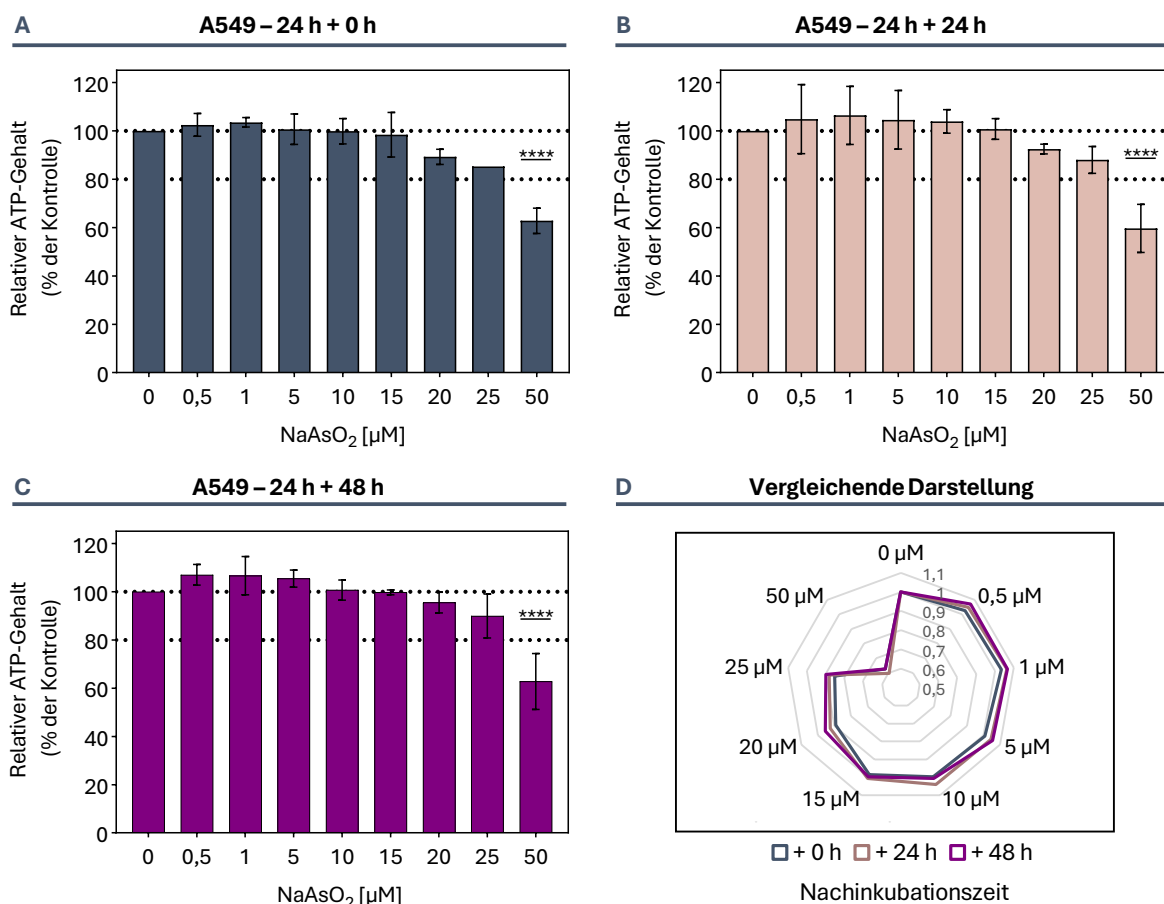 A
A549 – 24 h + 0 h
Relativer ATP-Gehalt
(% der Kontrolle)
120
100
80
60
40
20
0
****
0 0,5 1 5 10 15 20 25 50
NaAsO₂ [µM]
B
A549 – 24 h + 24 h
Relativer ATP-Gehalt
(% der Kontrolle)
120
100
80
60
40
20
0
****
0 0,5 1 5 10 15 20 25 50
NaAsO₂ [µM]
C
A549 – 24 h + 48 h
Relativer ATP-Gehalt
(% der Kontrolle)
120
100
80
60
40
20
0
****
0 0,5 1 5 10 15 20 25 50
NaAsO₂ [µM]
D
Vergleichende Darstellung
0 µM
0,5 µM
1 µM
5 µM
10 µM
15 µM
20 µM
25 µM
50 µM
1,1
1
0,9
0,8
0,7
0,6
0,5
+ 0 h + 24 h + 48 h
Nachinkubationszeit